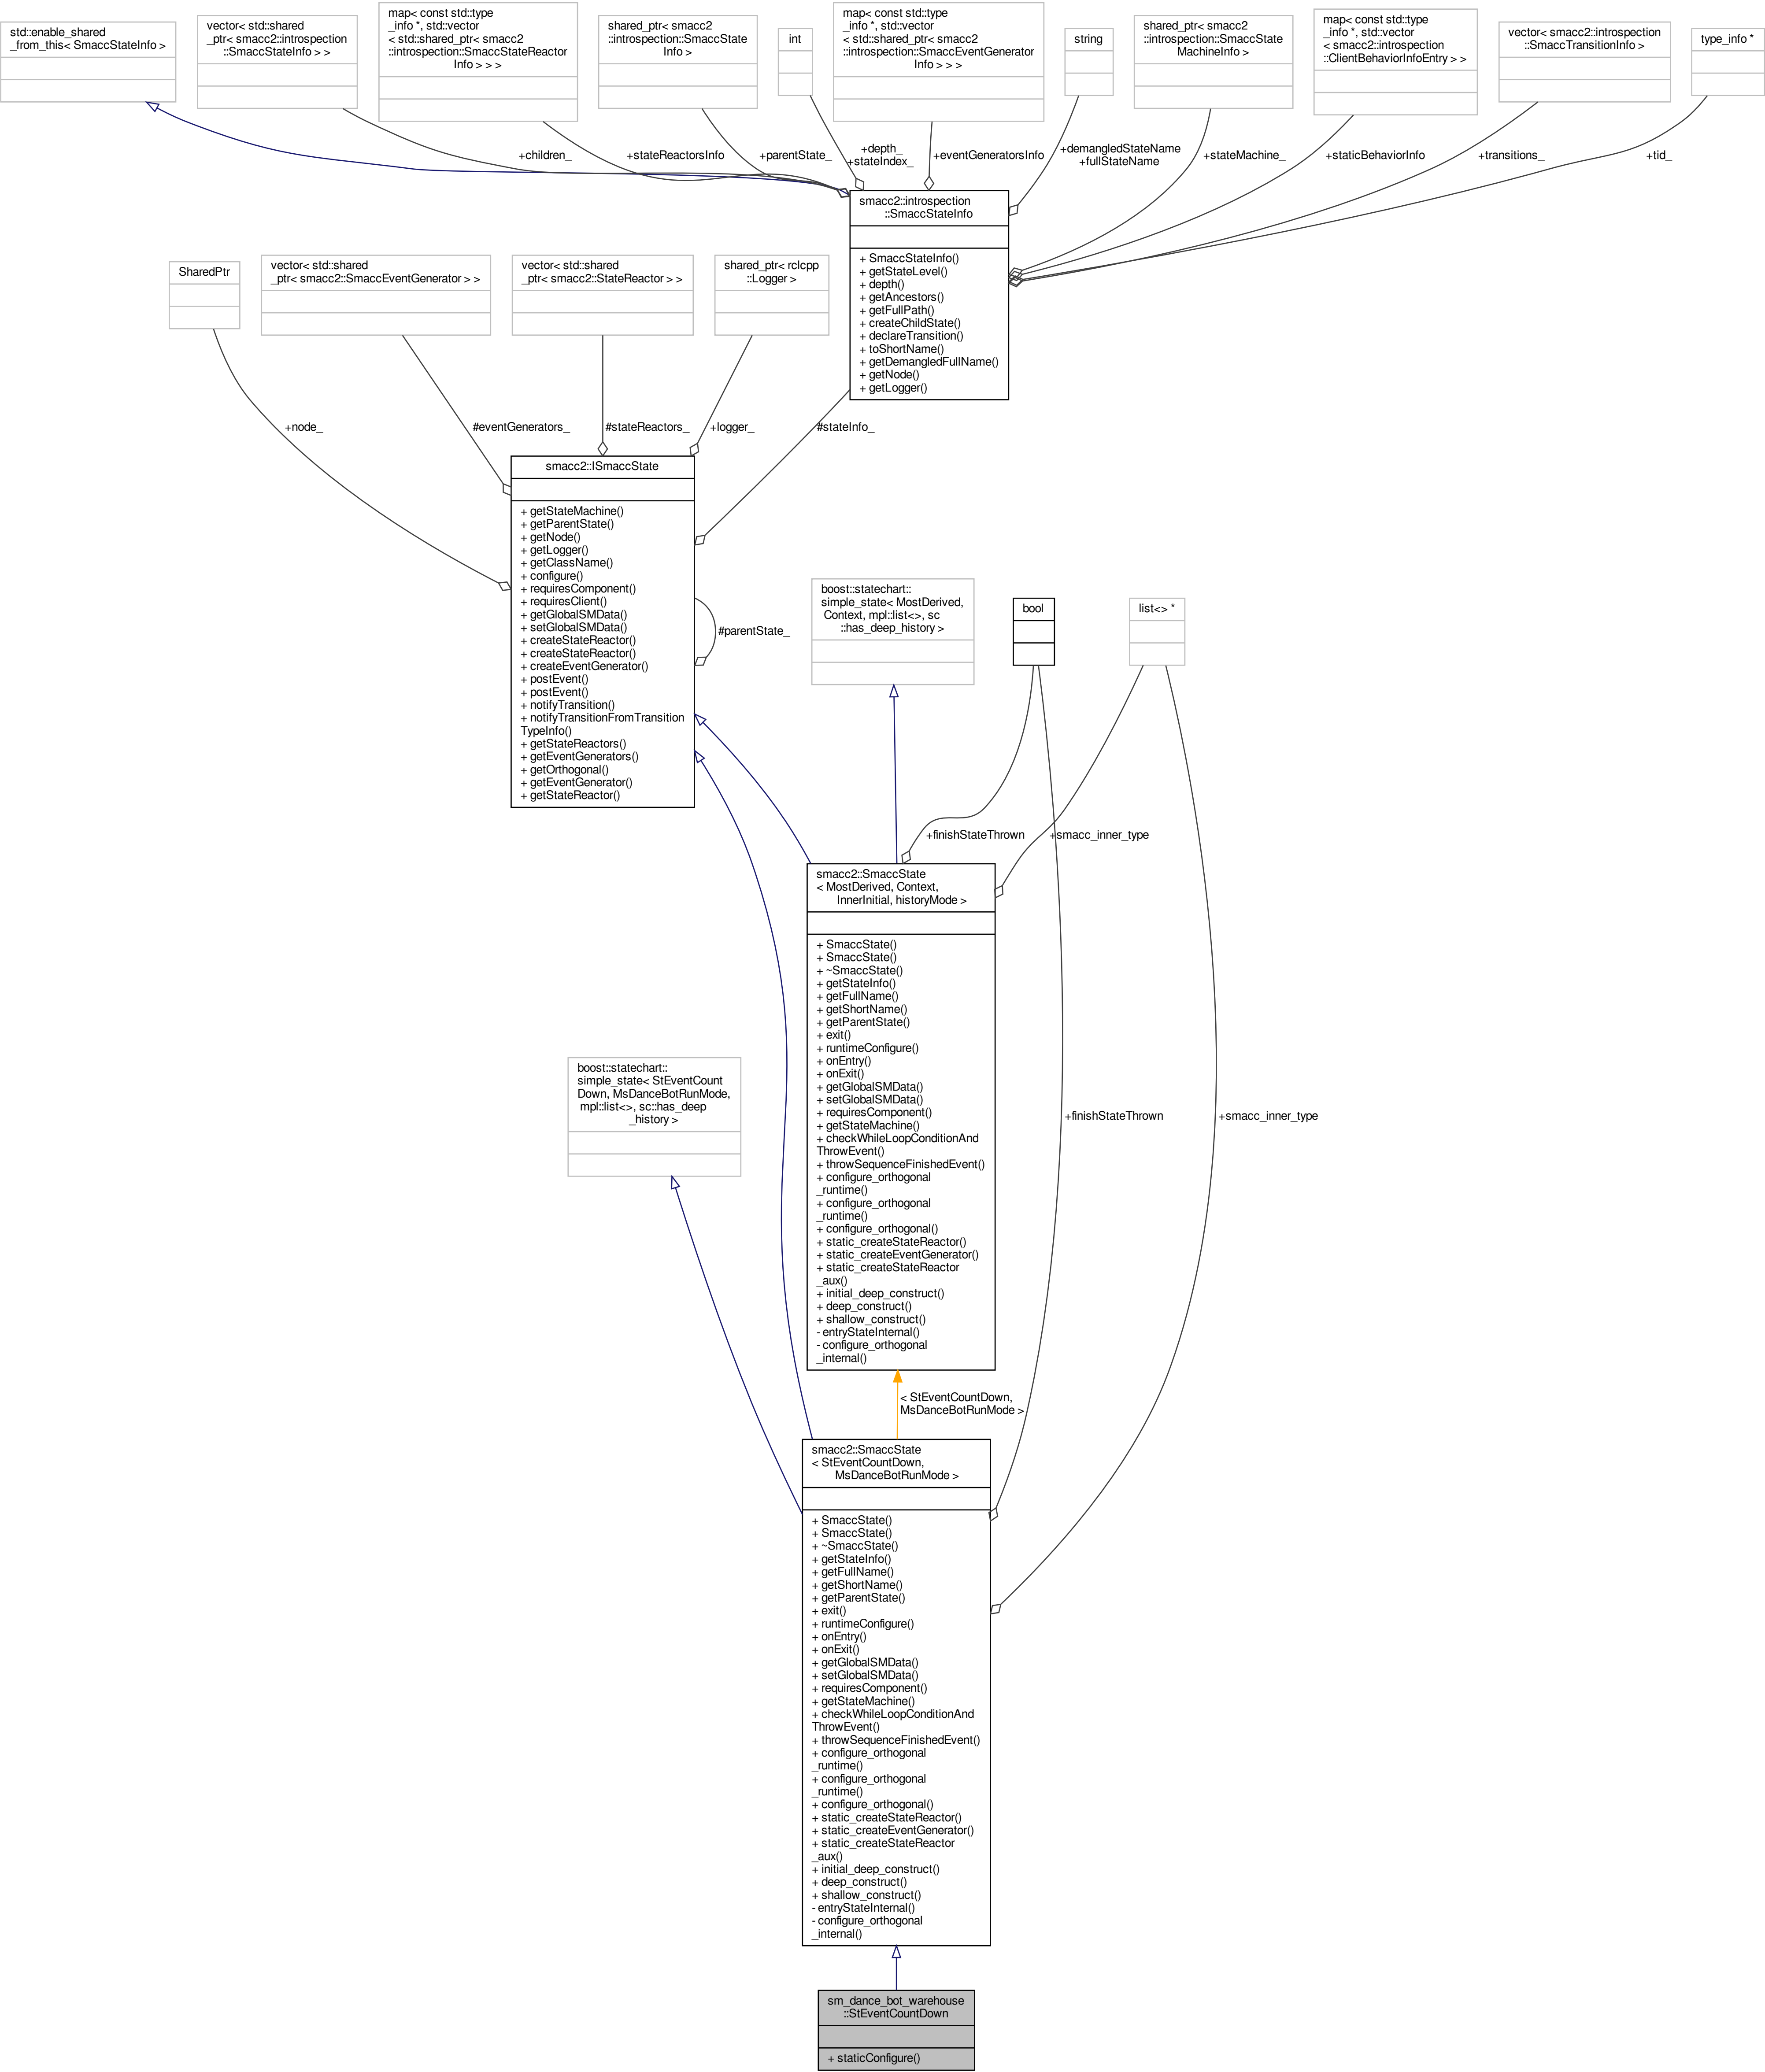 std::enable_shared
_from_this< SmaccStateInfo >
vector< std::shared
_ptr< smacc2::introspection
::SmaccStateInfo > >
map< const std::type
_info *, std::vector
< std::shared_ptr< smacc2
::introspection::SmaccStateReactor
Info > > >
shared_ptr< smacc2
::introspection::SmaccState
Info >
int
map< const std::type
_info *, std::vector
< std::shared_ptr< smacc2
::introspection::SmaccEventGenerator
Info > > >
string
shared_ptr< smacc2
::introspection::SmaccState
MachineInfo >
map< const std::type
_info *, std::vector
< smacc2::introspection
::ClientBehaviorInfoEntry > >
vector< smacc2::introspection
::SmaccTransitionInfo >
type_info *
+children_
+stateReactorsInfo
+parentState_
+depth_
+stateIndex_
+eventGeneratorsInfo
+demangledStateName
+fullStateName
+stateMachine_
+staticBehaviorInfo
+transitions_
+tid_
smacc2::introspection
::SmaccStateInfo
+ SmaccStateInfo()
+ getStateLevel()
+ depth()
+ getAncestors()
+ getFullPath()
+ createChildState()
+ declareTransition()
+ toShortName()
+ getDemangledFullName()
+ getNode()
+ getLogger()
SharedPtr
vector< std::shared
_ptr< smacc2::SmaccEventGenerator > >
vector< std::shared
_ptr< smacc2::StateReactor > >
shared_ptr< rclcpp
::Logger >
+node_
#eventGenerators_
#stateReactors_
+logger_
#stateInfo_
smacc2::ISmaccState
+ getStateMachine()
+ getParentState()
+ getNode()
+ getLogger()
+ getClassName()
+ configure()
+ requiresComponent()
+ requiresClient()
+ getGlobalSMData()
+ setGlobalSMData()
+ createStateReactor()
+ createStateReactor()
+ createEventGenerator()
+ postEvent()
+ postEvent()
+ notifyTransition()
+ notifyTransitionFromTransition
TypeInfo()
+ getStateReactors()
+ getEventGenerators()
+ getOrthogonal()
+ getEventGenerator()
+ getStateReactor()
#parentState_
boost::statechart::
simple_state< MostDerived,
Context, mpl::list<>, sc
::has_deep_history >
bool
list<> *
+finishStateThrown
+smacc_inner_type
smacc2::SmaccState
< MostDerived, Context,
InnerInitial, historyMode >
+ SmaccState()
+ SmaccState()
+ ~SmaccState()
+ getStateInfo()
+ getFullName()
+ getShortName()
+ getParentState()
+ exit()
+ runtimeConfigure()
+ onEntry()
+ onExit()
+ getGlobalSMData()
+ setGlobalSMData()
+ requiresComponent()
+ getStateMachine()
+ checkWhileLoopConditionAnd
ThrowEvent()
+ throwSequenceFinishedEvent()
+ configure_orthogonal
_runtime()
+ configure_orthogonal
_runtime()
+ configure_orthogonal()
+ static_createStateReactor()
+ static_createEventGenerator()
+ static_createStateReactor
_aux()
+ initial_deep_construct()
+ deep_construct()
+ shallow_construct()
- entryStateInternal()
- configure_orthogonal
_internal()
boost::statechart::
simple_state< StEventCount
Down, MsDanceBotRunMode,
mpl::list<>, sc::has_deep
_history >
+finishStateThrown
+smacc_inner_type
< StEventCountDown,
MsDanceBotRunMode >
smacc2::SmaccState
< StEventCountDown,
MsDanceBotRunMode >
+ SmaccState()
+ SmaccState()
+ ~SmaccState()
+ getStateInfo()
+ getFullName()
+ getShortName()
+ getParentState()
+ exit()
+ runtimeConfigure()
+ onEntry()
+ onExit()
+ getGlobalSMData()
+ setGlobalSMData()
+ requiresComponent()
+ getStateMachine()
+ checkWhileLoopConditionAnd
ThrowEvent()
+ throwSequenceFinishedEvent()
+ configure_orthogonal
_runtime()
+ configure_orthogonal
_runtime()
+ configure_orthogonal()
+ static_createStateReactor()
+ static_createEventGenerator()
+ static_createStateReactor
_aux()
+ initial_deep_construct()
+ deep_construct()
+ shallow_construct()
- entryStateInternal()
- configure_orthogonal
_internal()
sm_dance_bot_warehouse
::StEventCountDown
+ staticConfigure()